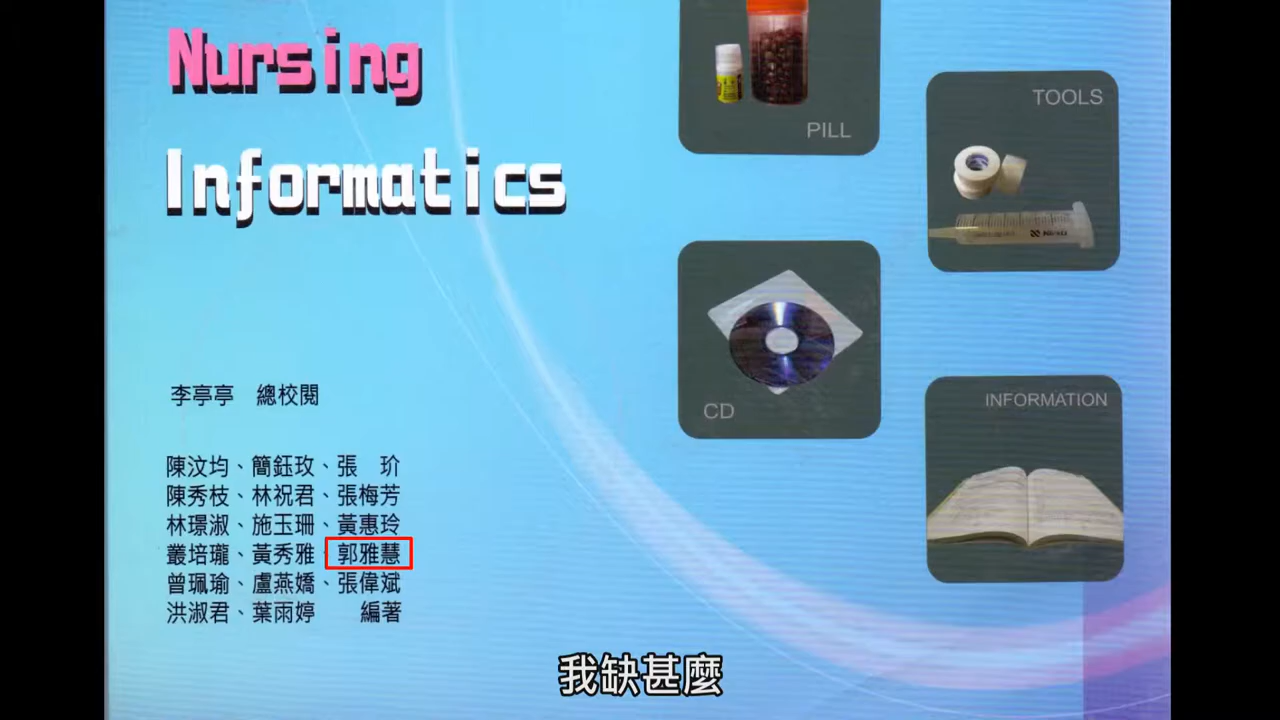 Nursing
Informatics
PILL
TOOLS
CD
INFORMATION
李亭亭 總校閱
陳汶均、簡鈺玫、張 玠
陳秀枝、林祝君、張梅芳
林璟淑、施玉珊、黃惠玲
叢培瓏、黃秀雅 郭雅慧
曾珮瑜、盧燕嬌、張偉斌
洪淑君、葉雨婷 編著
我缺甚麼